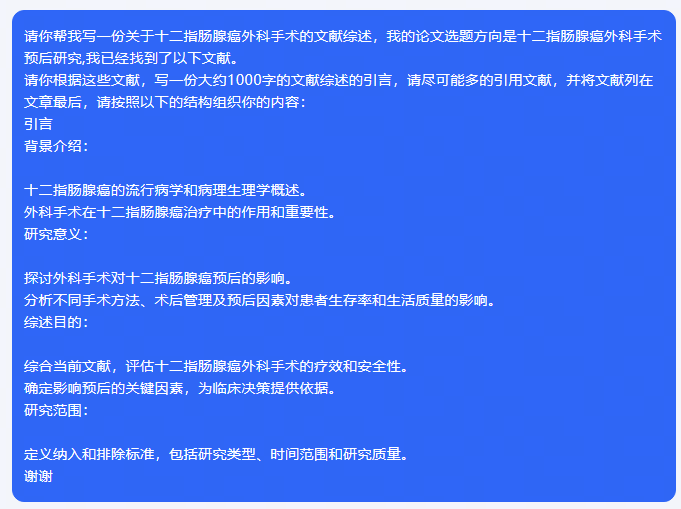 请你帮我写一份关于十二指肠腺癌外科手术的文献综述，我的论文选题方向是十二指肠腺癌外科手术
预后研究,我已经找到了以下文献。
请你根据这些文献，写一份大约1000字的文献综述的引言，请尽可能多的引用文献，并将文献列在
文章最后，请按照以下的结构组织你的内容：
引言
背景介绍：
十二指肠腺癌的流行病学和病理生理学概述。
外科手术在十二指肠腺癌治疗中的作用和重要性。
研究意义：
探讨外科手术对十二指肠腺癌预后的影响。
分析不同手术方法、术后管理及预后因素对患者生存率和生活质量的影响。
综述目的：
综合当前文献，评估十二指肠腺癌外科手术的疗效和安全性。
确定影响预后的关键因素，为临床决策提供依据。
研究范围：
定义纳入和排除标准，包括研究类型、时间范围和研究质量。
谢谢